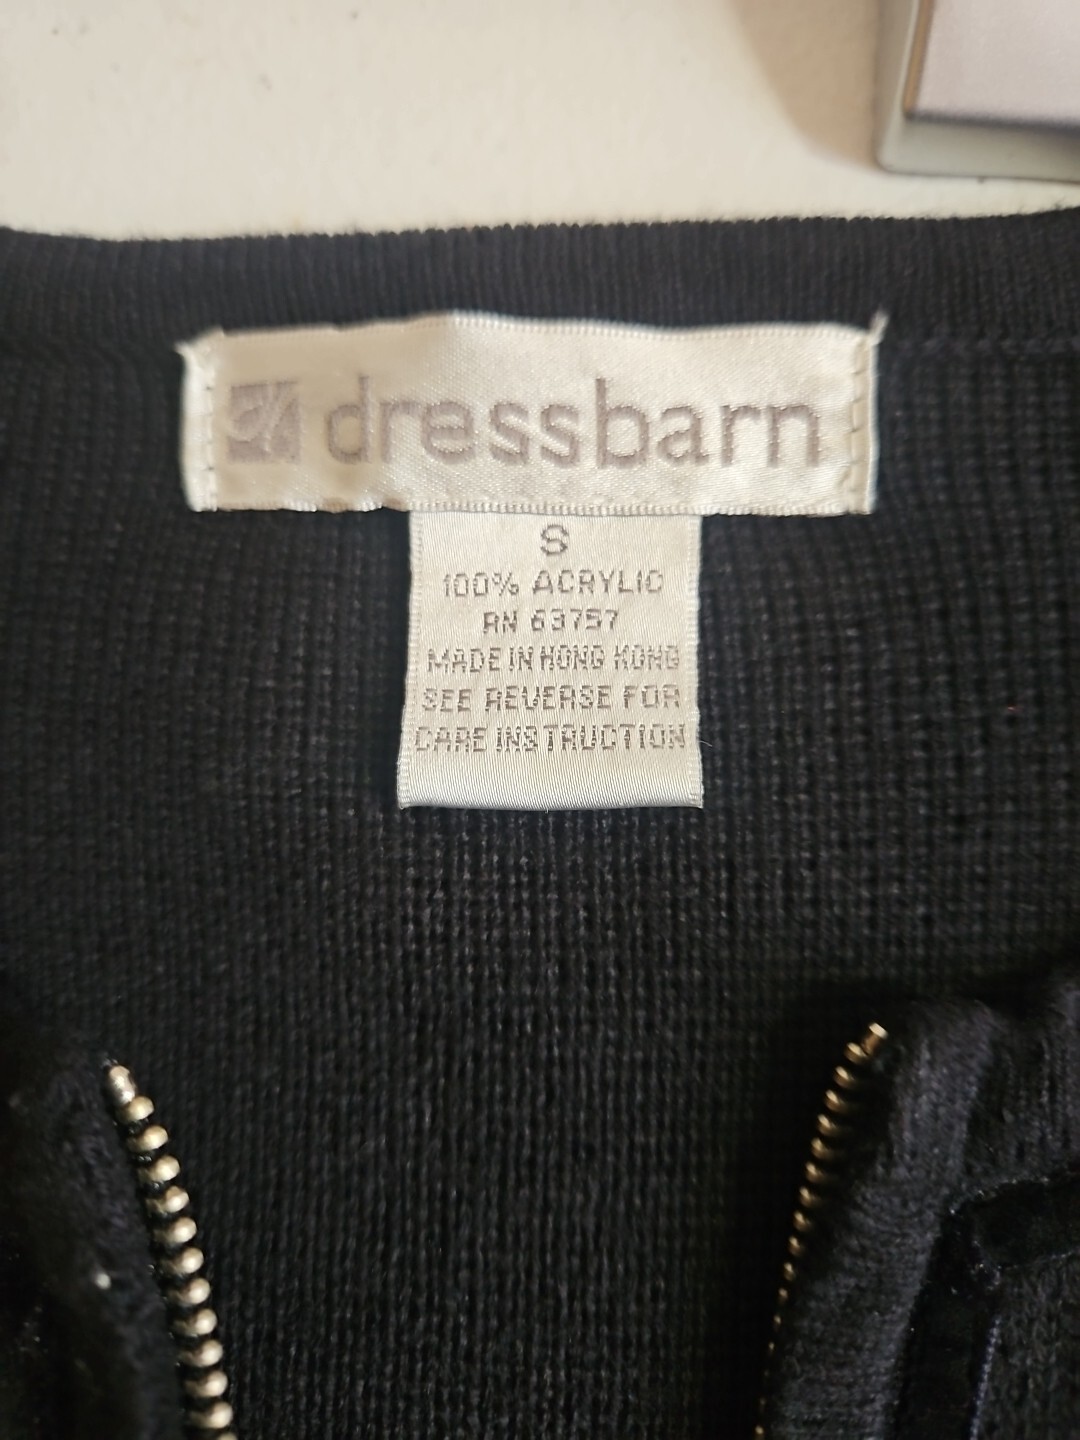 dressbarn
S
100% ACRYLIC
RN 63757
MADE IN HONG KONG
SEE REVERSE FOR
CARE INSTRUCTION